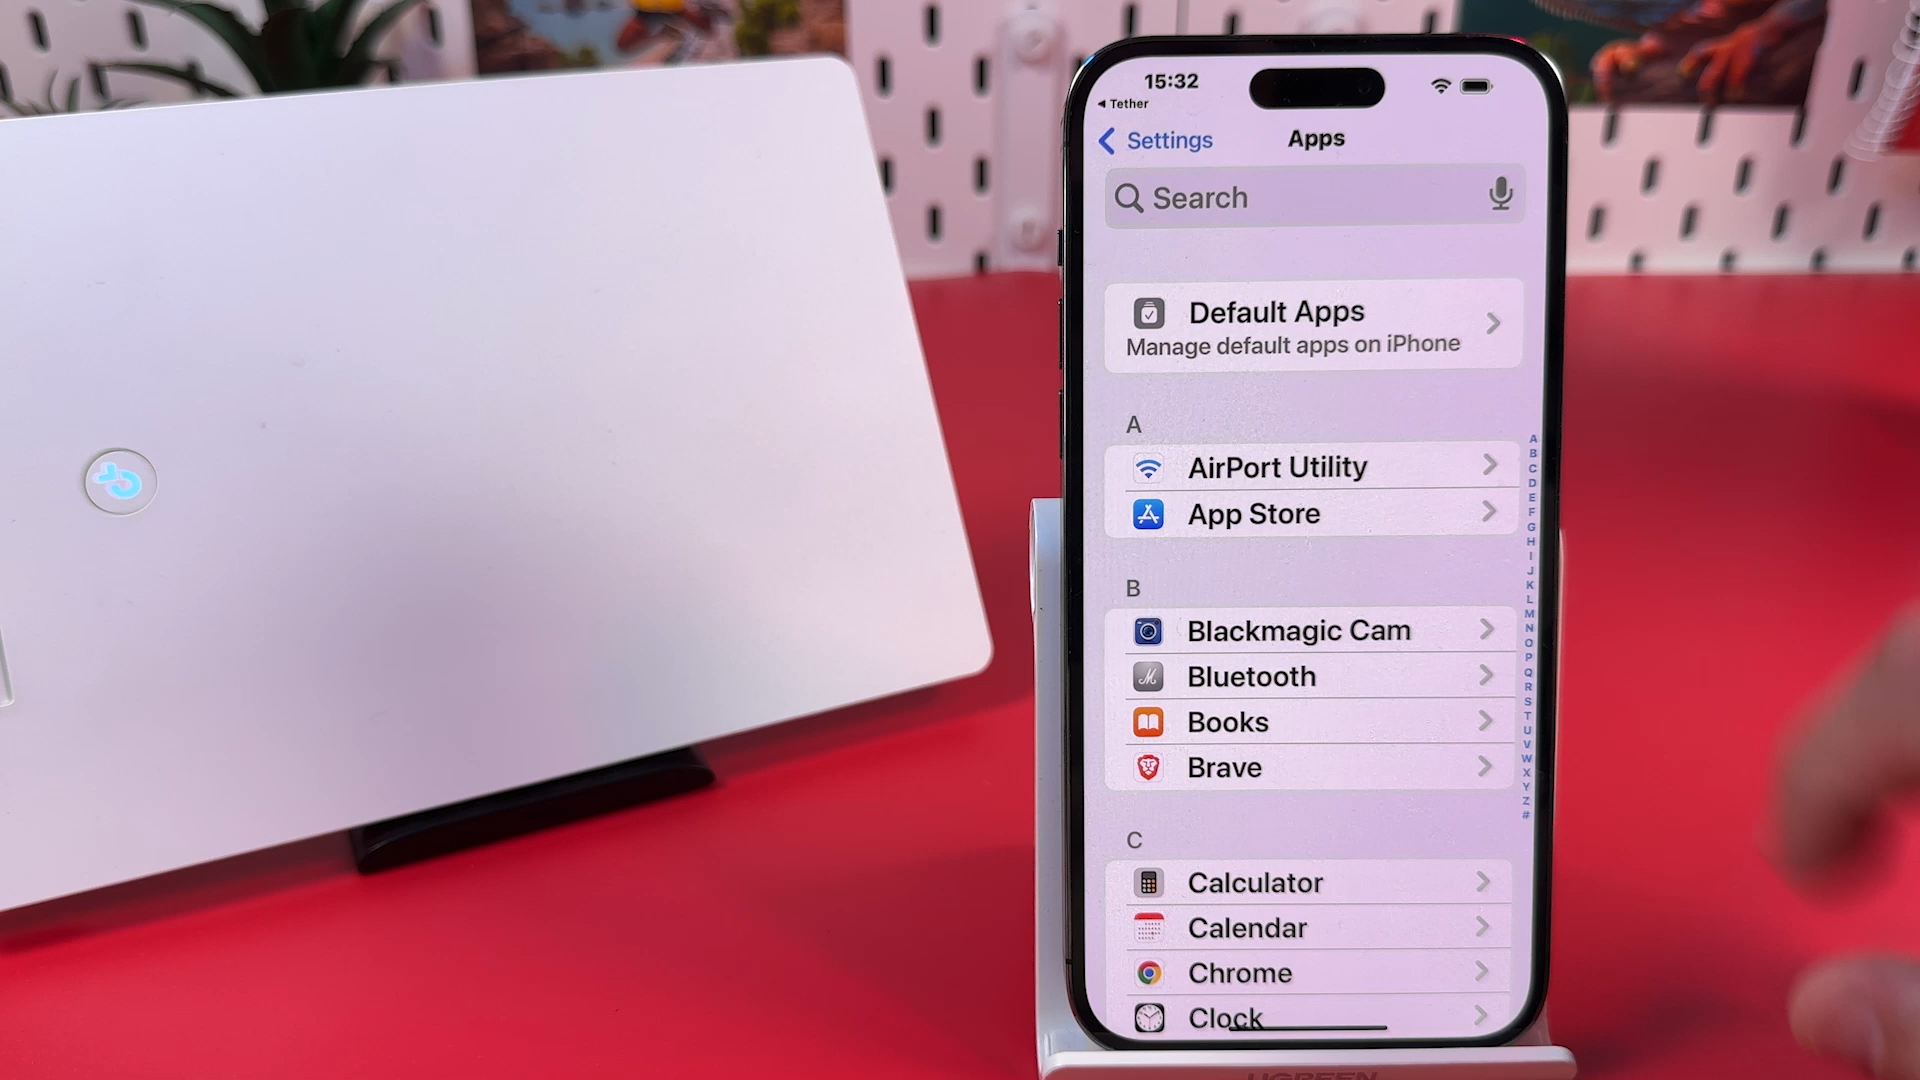 15:32
Tether
Settings
Apps
Search
Default Apps
Manage default apps on iPhone
A
AirPort Utility
App Store
B
Blackmagic Cam
Bluetooth
Books
Brave
C
Calculator
Calendar
Chrome
Clock
A
B
C
D
E
F
G
H
I
J
K
L
M
N
O
P
Q
R
S
T
U
V
W
X
Y
Z
#
UGREEN